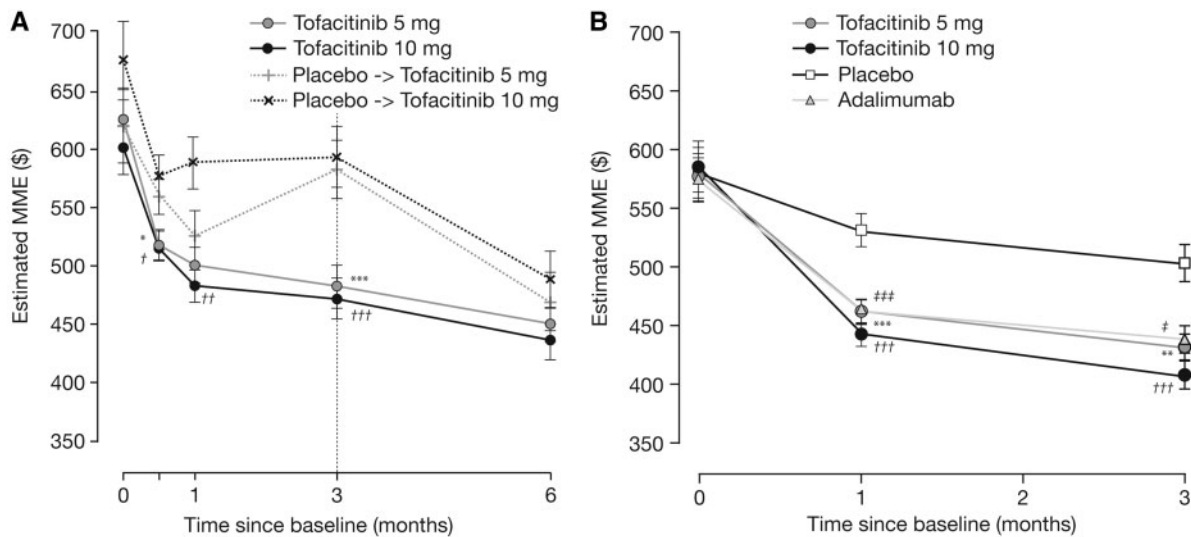 A
Tofacitinib 5 mg
Tofacitinib 10 mg
Placebo -> Tofacitinib 5 mg
Placebo -> Tofacitinib 10 mg
Estimated MME ($)
700
650
600
550
500
450
400
350
*
†
††
***
†††
0
1
3
6
Time since baseline (months)
B
Tofacitinib 5 mg
Tofacitinib 10 mg
Placebo
Adalimumab
Estimated MME ($)
700
650
600
550
500
450
400
350
‡‡‡
***
†††
‡
**
†††
0
1
2
3
Time since baseline (months)